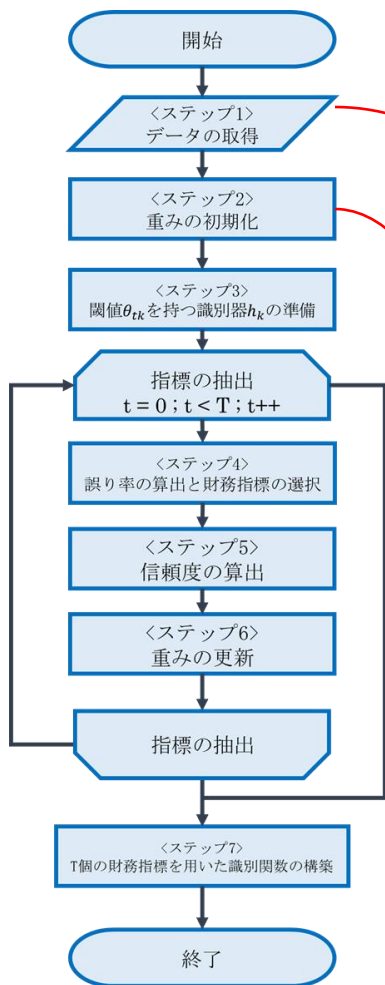 開始
<ステップ1>
データの取得
<ステップ2>
重みの初期化
<ステップ3>
閾値θtkを持つ識別器hkの準備
指標の抽出
t = 0 ; t < T ; t++
<ステップ4>
誤り率の算出と財務指標の選択
<ステップ5>
信頼度の算出
<ステップ6>
重みの更新
指標の抽出
<ステップ7>
T個の財務指標を用いた識別関数の構築
終了